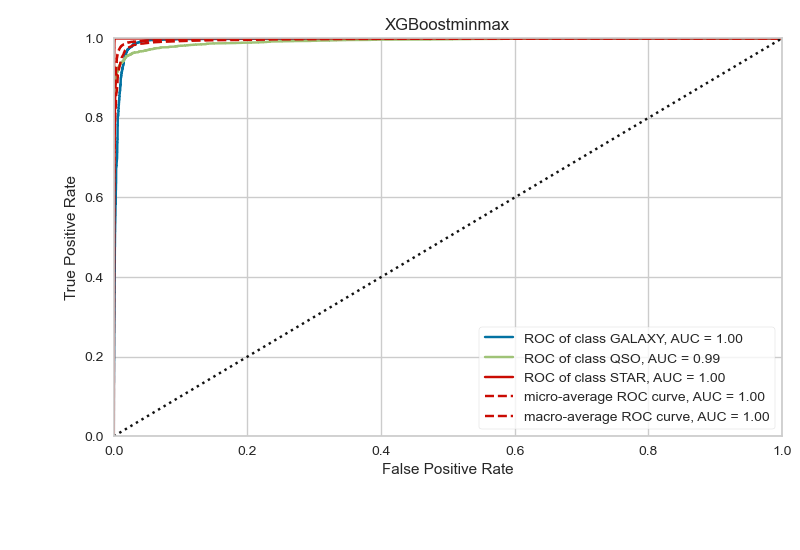 XGBoostminmax
1.0
0.8
0.6
0.4
0.2
0.0
True Positive Rate
ROC of class GALAXY, AUC = 1.00
ROC of class QSO, AUC = 0.99
ROC of class STAR, AUC = 1.00
micro-average ROC curve, AUC = 1.00
macro-average ROC curve, AUC = 1.00
0.0 0.2 0.4 0.6 0.8 1.0
False Positive Rate